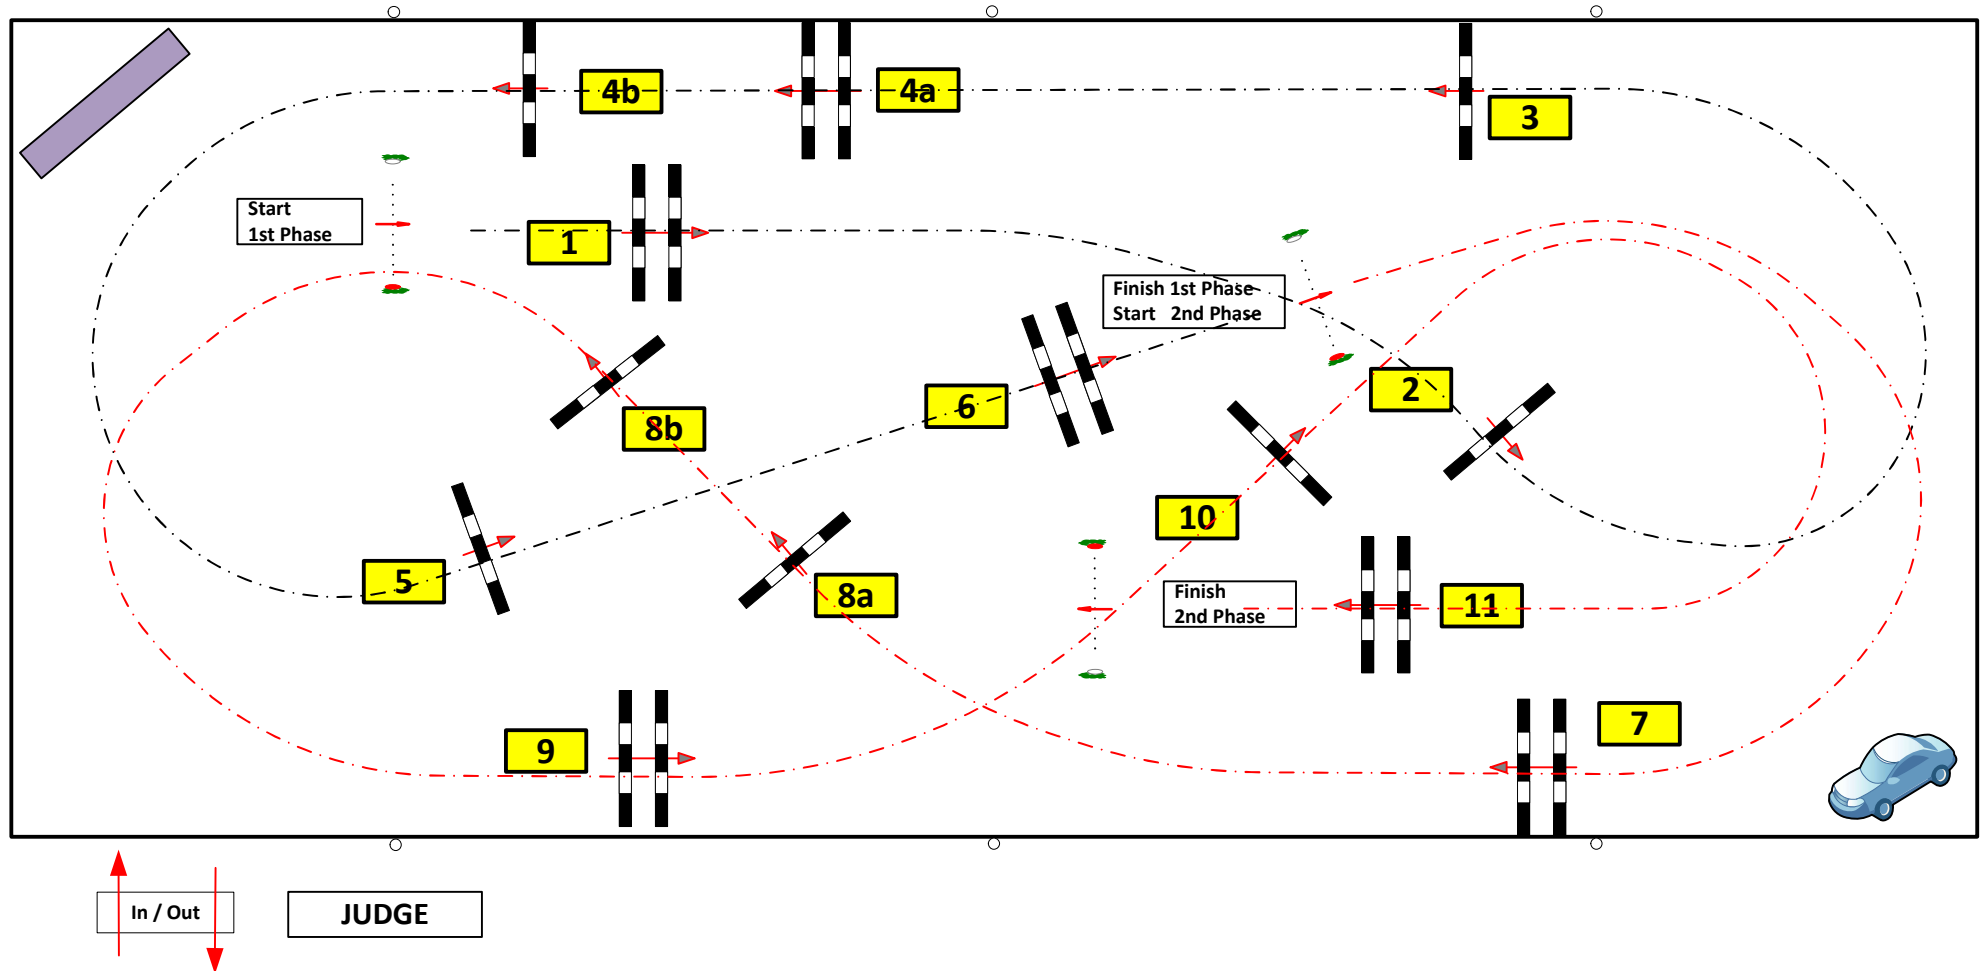 4b
4a
3
Start
1st Phase
1
Finish 1st Phase
Start 2nd Phase
2
6
8b
10
5
8a
Finish
2nd Phase
11
9
7
In / Out
JUDGE